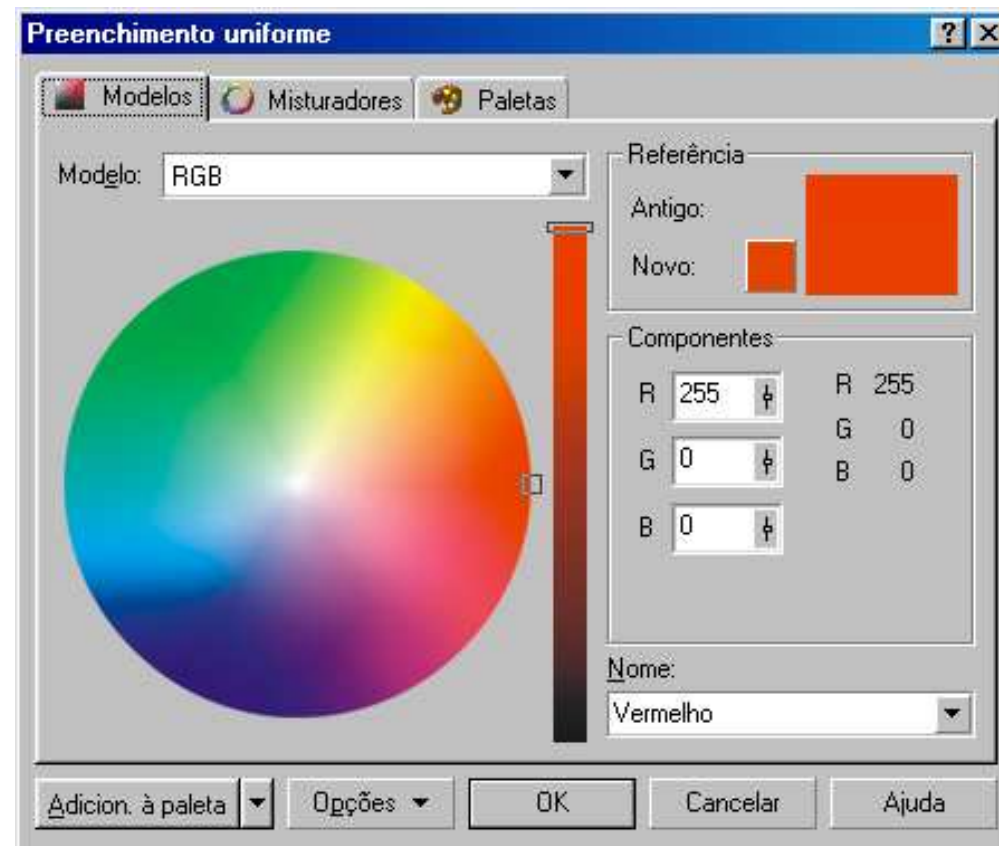 Preenchimento uniforme
Modelos Misturadores Paletas
Modelo: RGB
Referência
Antigo:
Novo:
Componentes
R 255 R 255
G 0 G 0
B 0 B 0
Nome:
Vermelho
Adicion. à paleta Opções OK Cancelar Ajuda